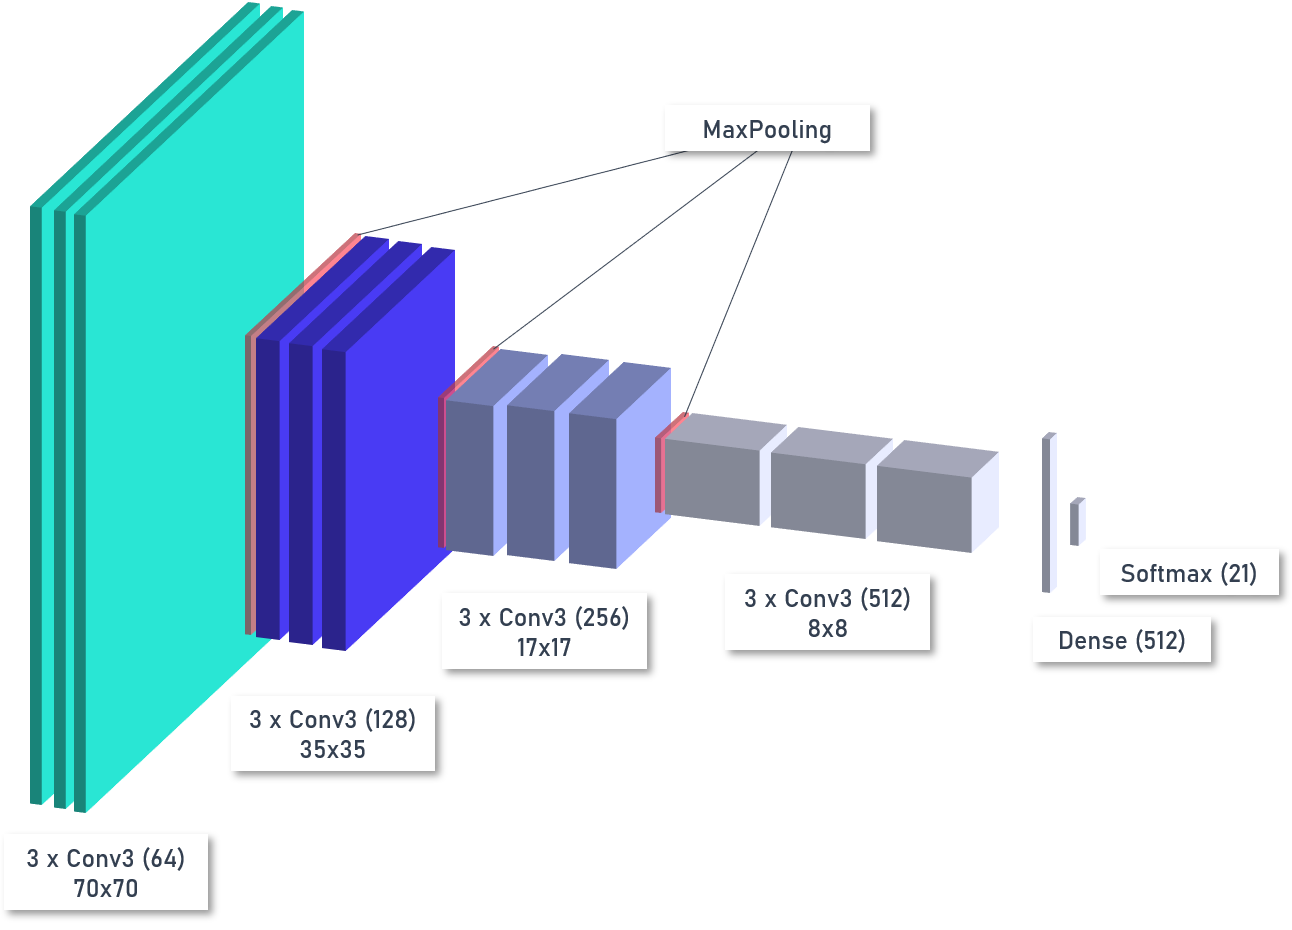 MaxPooling
3 x Conv3 (64)
70x70
3 x Conv3 (128)
35x35
3 x Conv3 (256)
17x17
3 x Conv3 (512)
8x8
Dense (512)
Softmax (21)